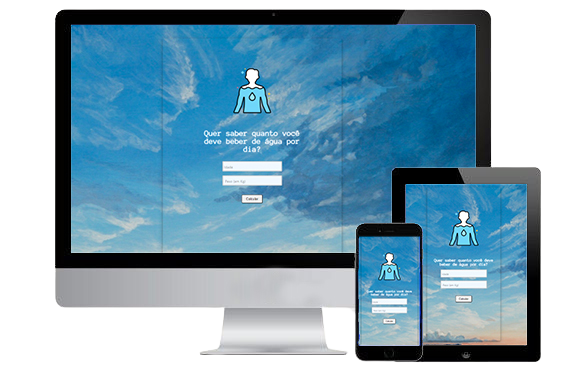 Quer saber quanto você
deve beber de água por
dia?
Calcular
Quer saber quanto você deve
beber de água por dia?
Calcular
Quer saber quanto você deve
beber de água por dia?